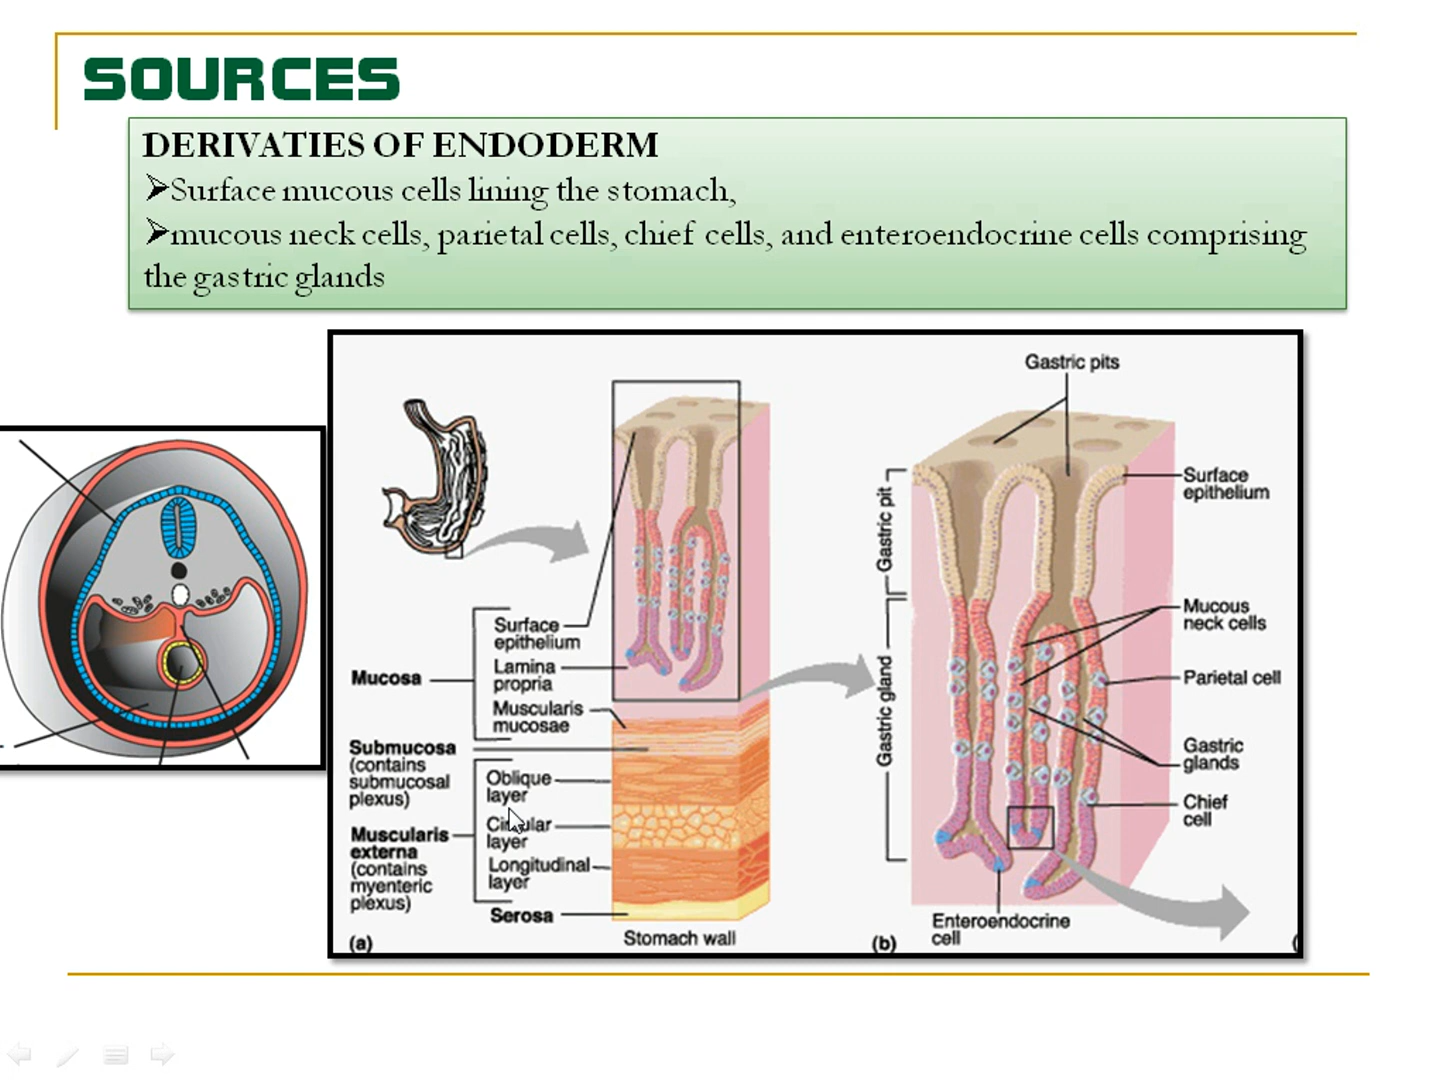 SOURCES
DERIVATIES OF ENDODERM
➢Surface mucous cells lining the stomach,
➢mucous neck cells, parietal cells, chief cells, and enteroendocrine cells comprising
the gastric glands
Surface
epithelium
Lamina
propria
Muscularis
mucosae
Mucosa
Submucosa
(contains
submucosal
plexus)
Oblique
layer
Circular
layer
Longitudinal
layer
Muscularis
externa
(contains
myenteric
plexus)
Serosa
Stomach wall
(a)
Gastric pits
Gastric pit
Gastric gland
Surface
epithelium
Mucous
neck cells
Parietal cell
Gastric
glands
Chief
cell
Enteroendocrine
cell
(b)
(